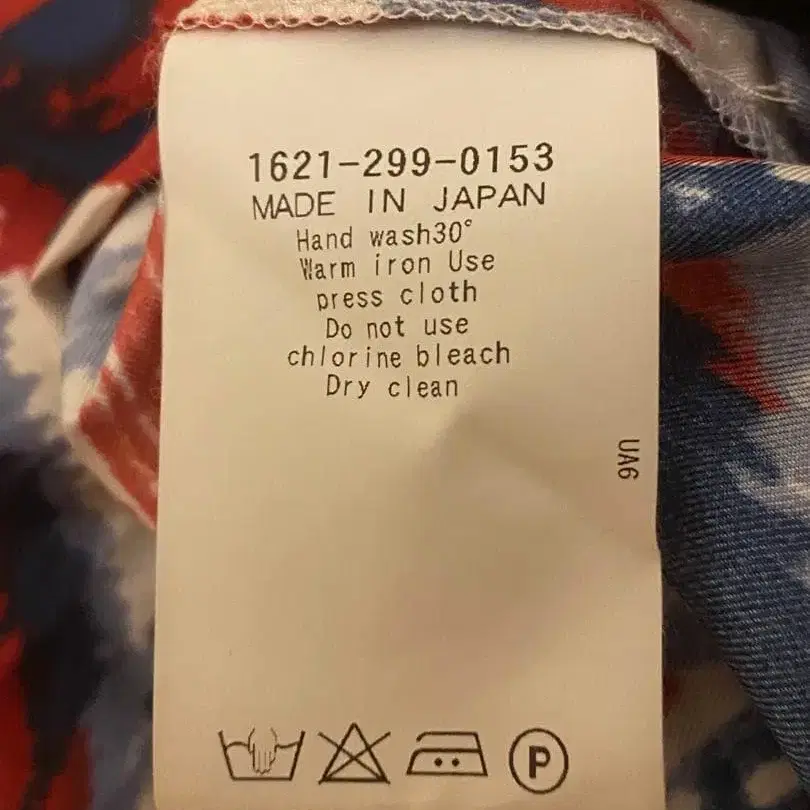 1621-299-0153
MADE IN JAPAN
Hand wash30°
Warm iron Use
press cloth
Do not use
chlorine bleach
Dry clean
UA6
P